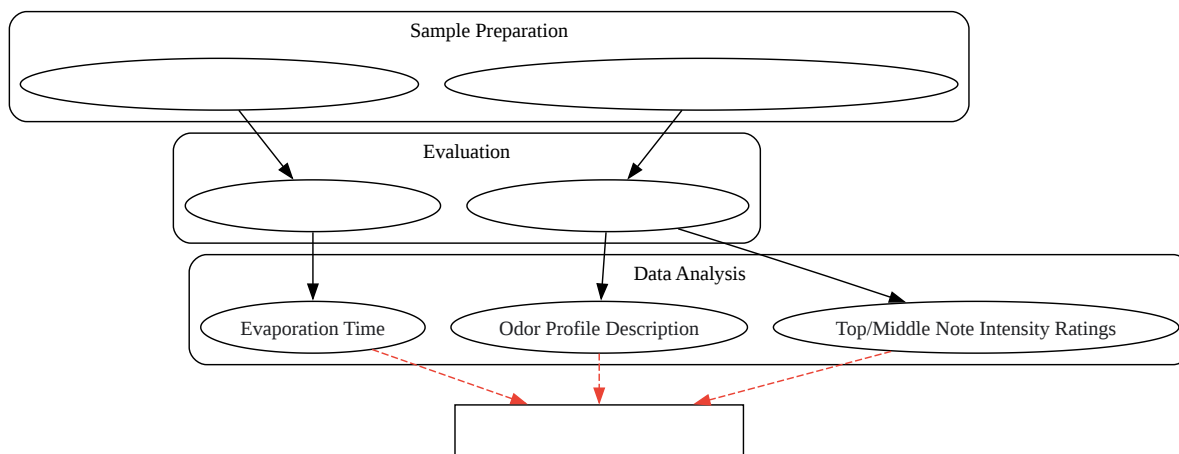 Sample Preparation
Evaluation
Data Analysis
Evaporation Time
Odor Profile Description
Top/Middle Note Intensity Ratings